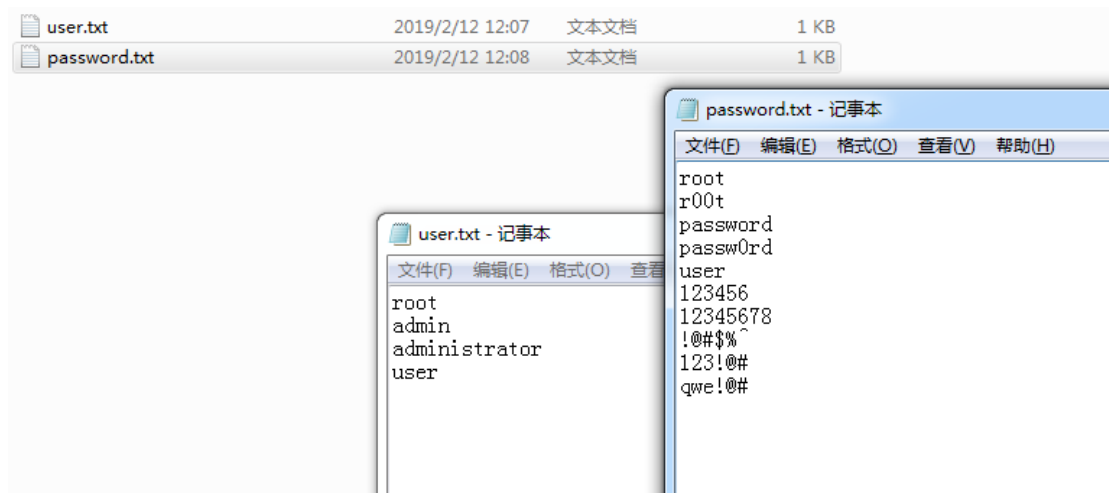 user.txt 2019/2/12 12:07 文本文档 1 KB
password.txt 2019/2/12 12:08 文本文档 1 KB
password.txt - 记事本
文件(F) 编辑(E) 格式(O) 查看(V) 帮助(H)
root
r00t
password
passw0rd
user
123456
12345678
!@#$%^
123!@#
qwe!@#
user.txt - 记事本
文件(F) 编辑(E) 格式(O) 查看
root
admin
administrator
user